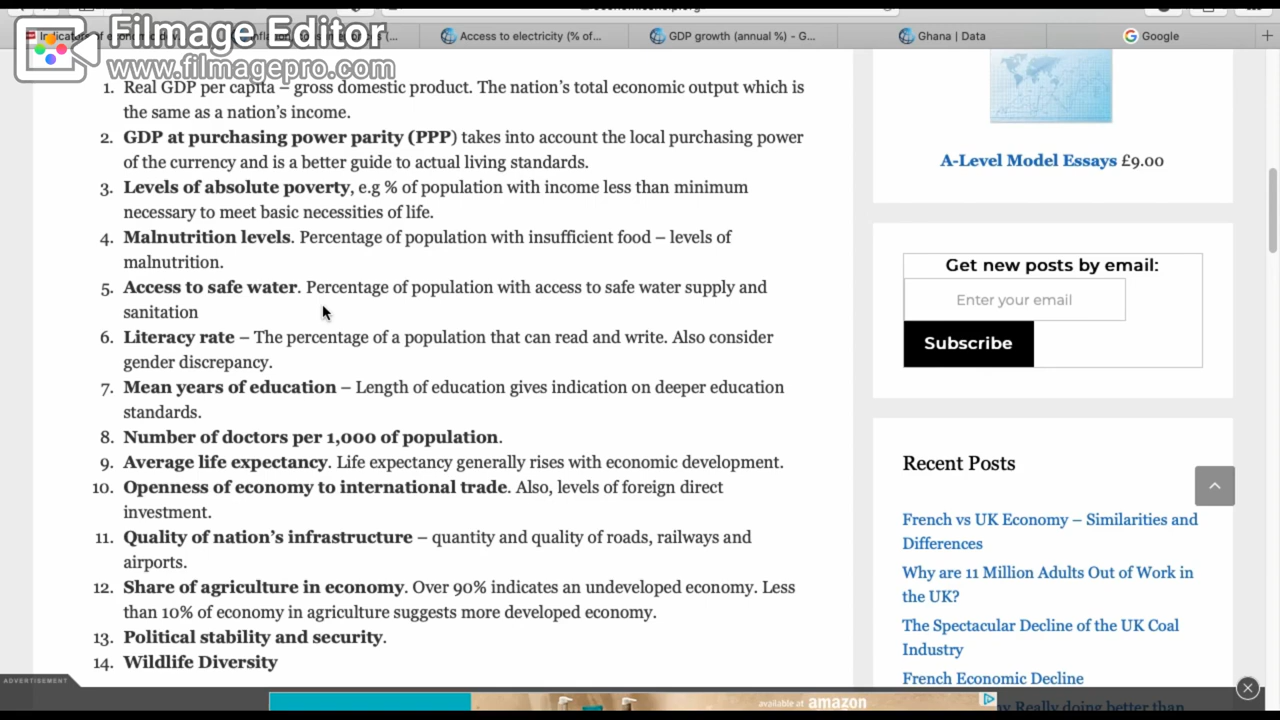 Filmage Editor
www.filmagepro.com
Access to electricity (% of...
GDP growth (annual %) - G...
Ghana | Data
Google
1. Real GDP per capita – gross domestic product. The nation's total economic output which is
the same as a nation's income.
2. GDP at purchasing power parity (PPP) takes into account the local purchasing power
of the currency and is a better guide to actual living standards.
3. Levels of absolute poverty, e.g % of population with income less than minimum
necessary to meet basic necessities of life.
4. Malnutrition levels. Percentage of population with insufficient food – levels of
malnutrition.
5. Access to safe water. Percentage of population with access to safe water supply and
sanitation
6. Literacy rate – The percentage of a population that can read and write. Also consider
gender discrepancy.
7. Mean years of education – Length of education gives indication on deeper education
standards.
8. Number of doctors per 1,000 of population.
9. Average life expectancy. Life expectancy generally rises with economic development.
10. Openness of economy to international trade. Also, levels of foreign direct
investment.
11. Quality of nation's infrastructure – quantity and quality of roads, railways and
airports.
12. Share of agriculture in economy. Over 90% indicates an undeveloped economy. Less
than 10% of economy in agriculture suggests more developed economy.
13. Political stability and security.
14. Wildlife Diversity
A-Level Model Essays £9.00
Get new posts by email:
Enter your email
Subscribe
Recent Posts
French vs UK Economy – Similarities and
Differences
Why are 11 Million Adults Out of Work in
the UK?
The Spectacular Decline of the UK Coal
Industry
French Economic Decline
Really doing better than
ADVERTISEMENT
available at amazon